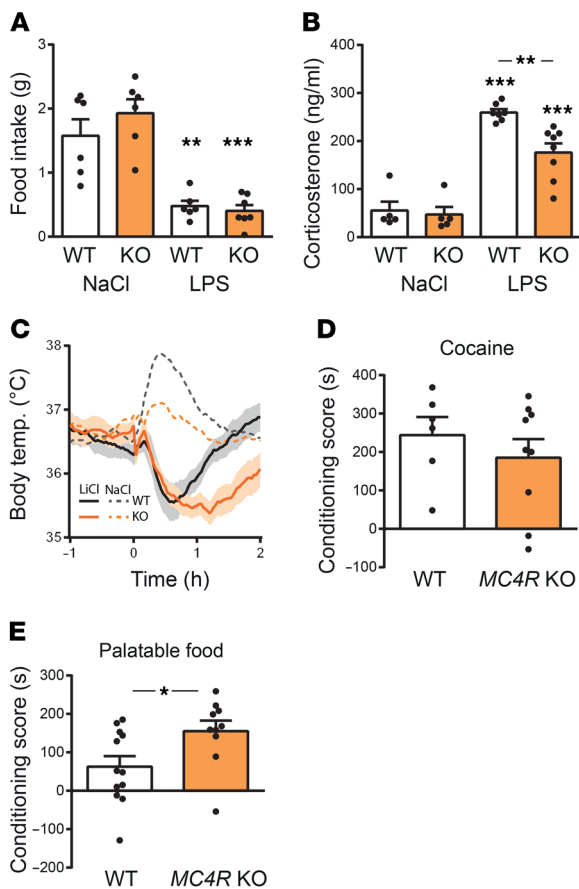 A
Food intake (g)
3
2
1
0
** ***
WT KO WT KO
NaCl LPS
B
Corticosterone (ng/ml)
400
300
200
100
0
**
***
***
WT KO WT KO
NaCl LPS
C
Body temp. (°C)
38
37
36
35
LiCl NaCl
WT
KO
-1 0 1 2
Time (h)
D
Cocaine
Conditioning score (s)
400
300
200
100
0
−100
WT MC4R KO
E
Palatable food
Conditioning score (s)
300
200
100
0
−100
−200
*
WT MC4R KO